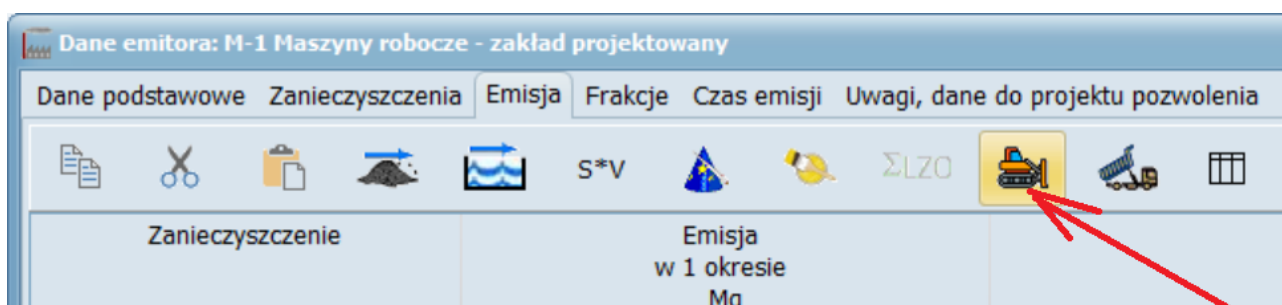 Dane emitora: M-1 Maszyny robocze - zakład projektowany
Dane podstawowe Zanieczyszczenia Emisja Frakcje Czas emisji Uwagi, dane do projektu pozwolenia
S*V ΣLZO
Zanieczyszczenie Emisja
w 1 okresie
Mg